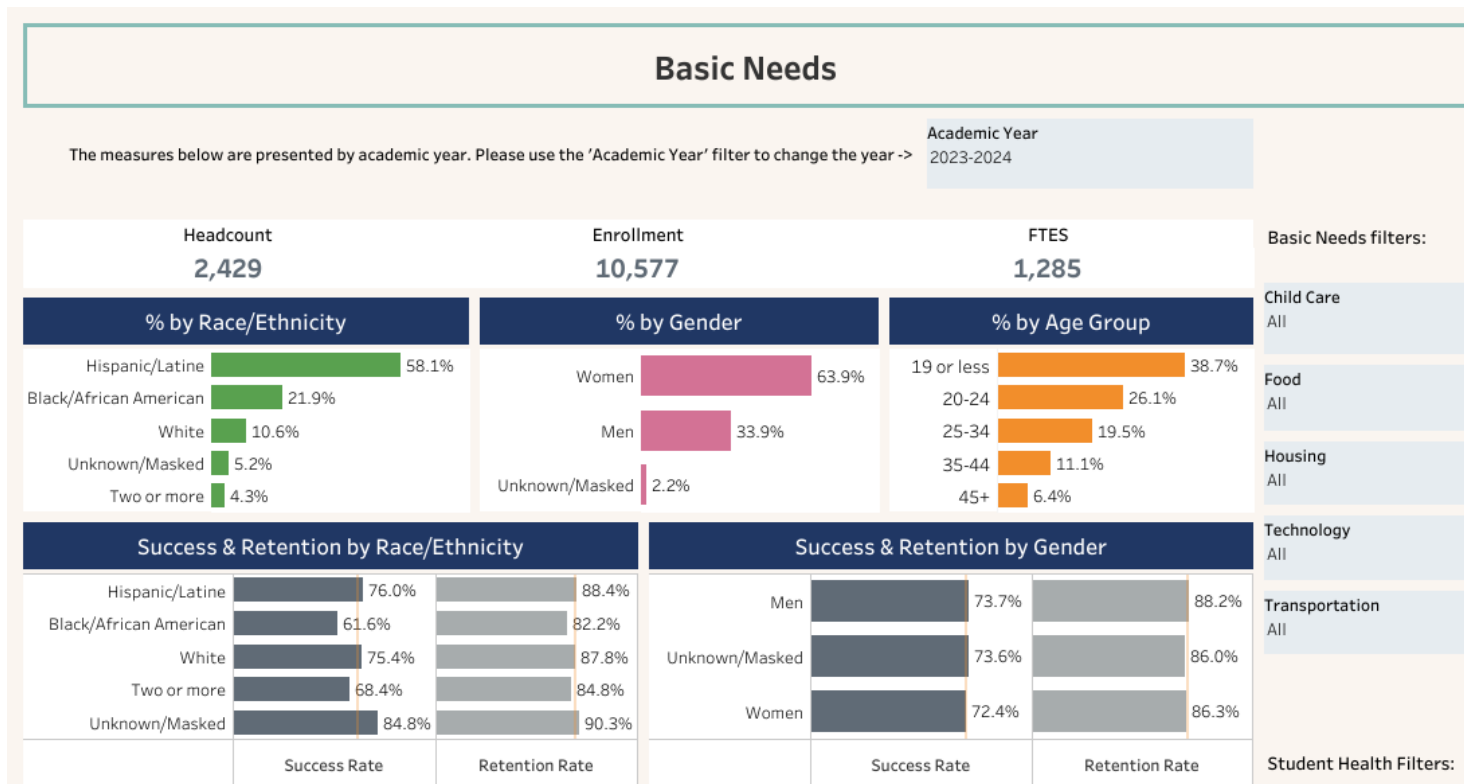 Basic Needs
The measures below are presented by academic year. Please use the 'Academic Year' filter to change the year ->
Academic Year
2023-2024
Headcount
2,429
Enrollment
10,577
FTES
1,285
Basic Needs filters:
% by Race/Ethnicity
Hispanic/Latine 58.1%
Black/African American 21.9%
White 10.6%
Unknown/Masked 5.2%
Two or more 4.3%
% by Gender
Women 63.9%
Men 33.9%
Unknown/Masked 2.2%
% by Age Group
19 or less 38.7%
20-24 26.1%
25-34 19.5%
35-44 11.1%
45+ 6.4%
Child Care
All
Food
All
Housing
All
Technology
All
Transportation
All
Success & Retention by Race/Ethnicity
Hispanic/Latine 76.0% 88.4%
Black/African American 61.6% 82.2%
White 75.4% 87.8%
Two or more 68.4% 84.8%
Unknown/Masked 84.8% 90.3%
Success Rate Retention Rate
Success & Retention by Gender
Men 73.7% 88.2%
Unknown/Masked 73.6% 86.0%
Women 72.4% 86.3%
Success Rate Retention Rate
Student Health Filters: